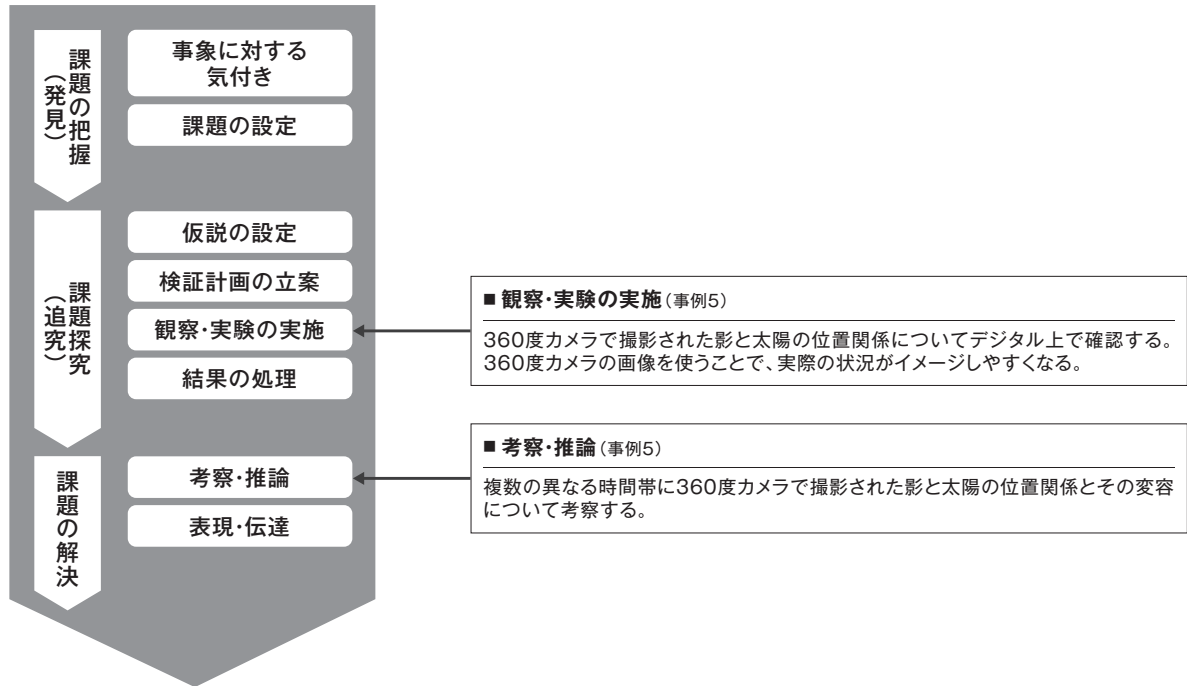 課題の把握
（発見）
事象に対する
気付き
課題の設定
課題探究
（追究）
仮説の設定
検証計画の立案
観察・実験の実施
結果の処理
課題の解決
考察・推論
表現・伝達
■ 観察・実験の実施（事例5）
360度カメラで撮影された影と太陽の位置関係についてデジタル上で確認する。
360度カメラの画像を使うことで、実際の状況がイメージしやすくなる。
■ 考察・推論（事例5）
複数の異なる時間帯に360度カメラで撮影された影と太陽の位置関係とその変容
について考察する。